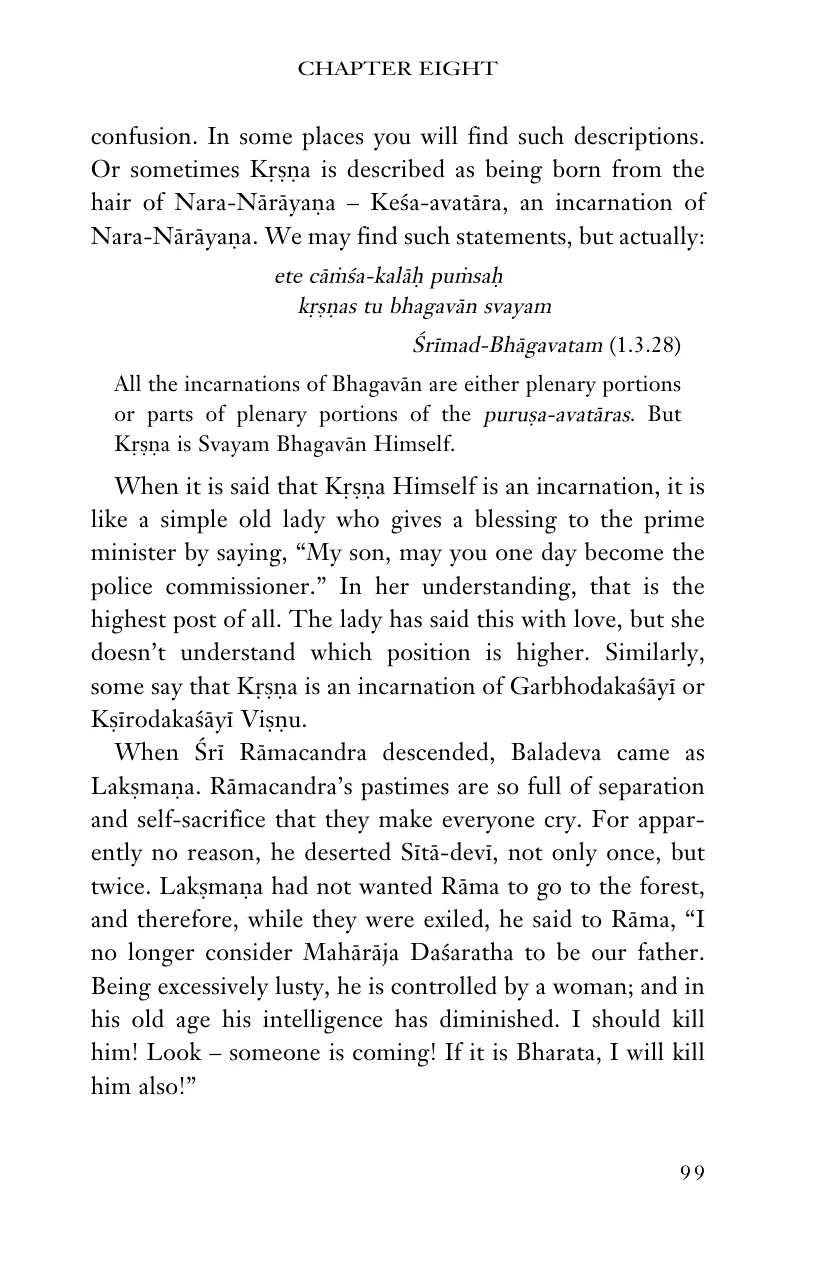 CHAPTER EIGHT
confusion. In some places you will find such descriptions.
Or sometimes Kṛṣṇa is described as being born from the
hair of Nara-Nārāyaṇa – Keśa-avatāra, an incarnation of
Nara-Nārāyaṇa. We may find such statements, but actually:
ete cāṁśa-kalāḥ puṁsaḥ
kṛṣṇas tu bhagavān svayam
Śrīmad-Bhāgavatam (1.3.28)
All the incarnations of Bhagavān are either plenary portions
or parts of plenary portions of the puruṣa-avatāras. But
Kṛṣṇa is Svayam Bhagavān Himself.
When it is said that Kṛṣṇa Himself is an incarnation, it is
like a simple old lady who gives a blessing to the prime
minister by saying, “My son, may you one day become the
police commissioner.” In her understanding, that is the
highest post of all. The lady has said this with love, but she
doesn’t understand which position is higher. Similarly,
some say that Kṛṣṇa is an incarnation of Garbhodakaśāyī or
Kṣīrodakaśāyī Viṣṇu.
When Śrī Rāmacandra descended, Baladeva came as
Lakṣmaṇa. Rāmacandra’s pastimes are so full of separation
and self-sacrifice that they make everyone cry. For appar-
ently no reason, he deserted Sītā-devī, not only once, but
twice. Lakṣmaṇa had not wanted Rāma to go to the forest,
and therefore, while they were exiled, he said to Rāma, “I
no longer consider Mahārāja Daśaratha to be our father.
Being excessively lusty, he is controlled by a woman; and in
his old age his intelligence has diminished. I should kill
him! Look – someone is coming! If it is Bharata, I will kill
him also!”
99